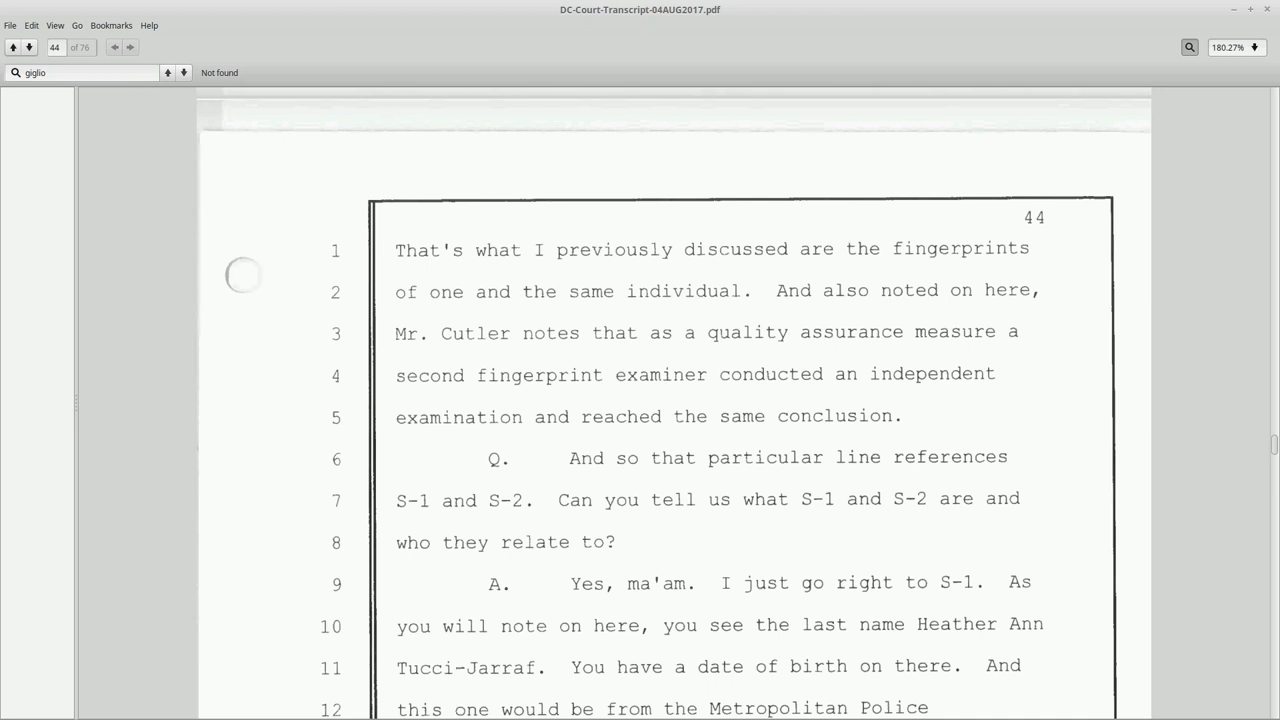 DC-Court-Transcript-04AUG2017.pdf
File Edit View Go Bookmarks Help
44 of 76 180.27%
giglio Not found
44
1 That's what I previously discussed are the fingerprints
2 of one and the same individual. And also noted on here,
3 Mr. Cutler notes that as a quality assurance measure a
4 second fingerprint examiner conducted an independent
5 examination and reached the same conclusion.
6 Q. And so that particular line references
7 S-1 and S-2. Can you tell us what S-1 and S-2 are and
8 who they relate to?
9 A. Yes, ma'am. I just go right to S-1. As
10 you will note on here, you see the last name Heather Ann
11 Tucci-Jarraf. You have a date of birth on there. And
12 this one would be from the Metropolitan Police